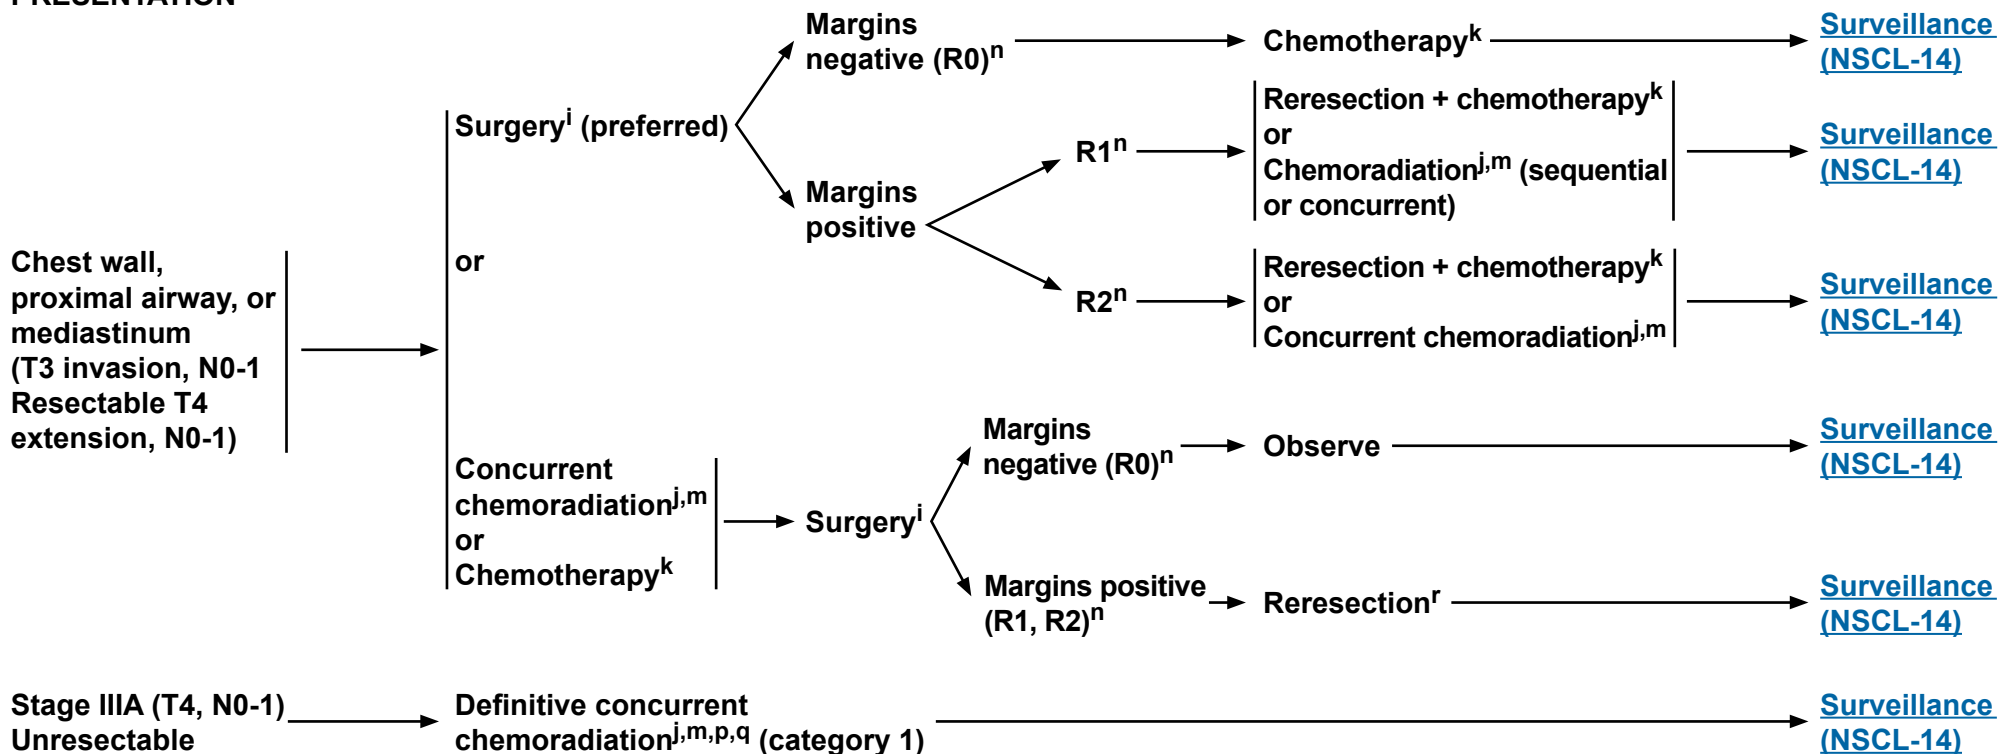 PRESENTATION
Chest wall,
proximal airway, or
mediastinum
(T3 invasion, N0-1
Resectable T4
extension, N0-1)
Surgeryi (preferred)
or
Concurrent
chemoradiationj,m
or
Chemotherapyk
Margins
negative (R0)n
Chemotherapyk
Surveillance
(NSCL-14)
Margins
positive
R1n
Reresection + chemotherapyk
or
Chemoradiationj,m (sequential
or concurrent)
Surveillance
(NSCL-14)
R2n
Reresection + chemotherapyk
or
Concurrent chemoradiationj,m
Surveillance
(NSCL-14)
Surgeryi
Margins
negative (R0)n
Observe
Surveillance
(NSCL-14)
Margins positive
(R1, R2)n
Reresectionr
Surveillance
(NSCL-14)
Stage IIIA (T4, N0-1)
Unresectable
Definitive concurrent
chemoradiationj,m,p,q (category 1)
Surveillance
(NSCL-14)